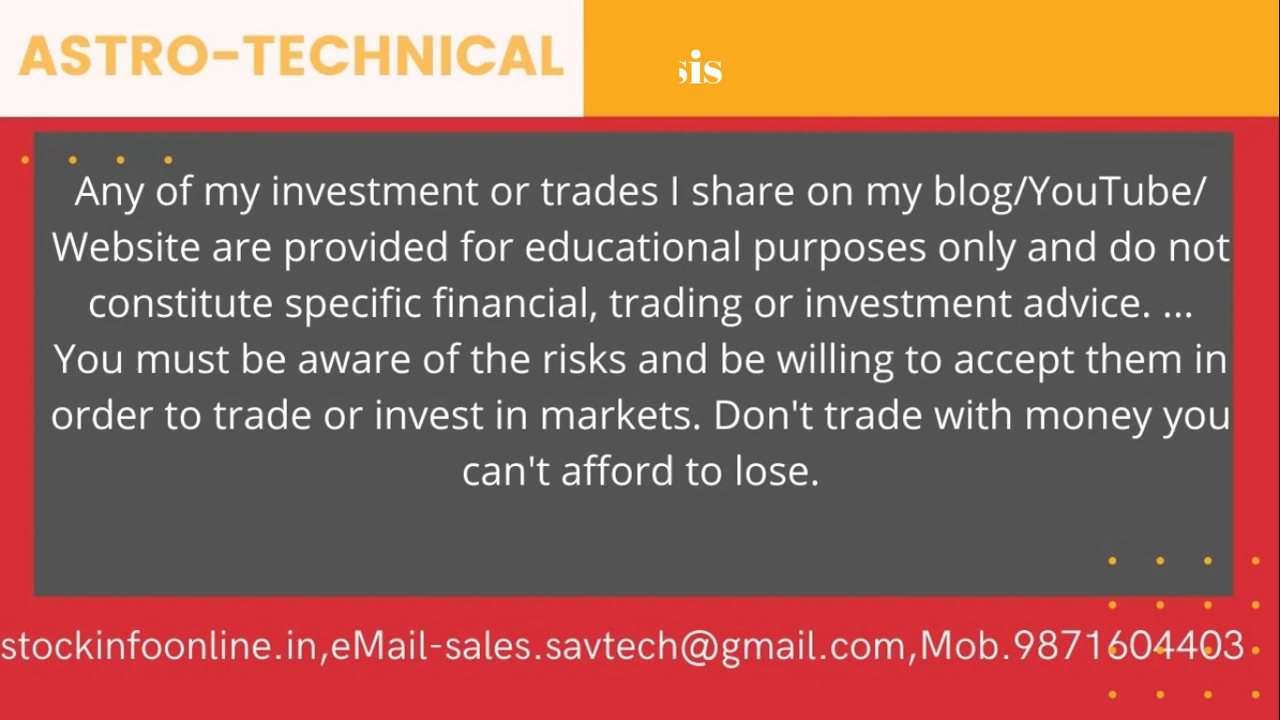 ASTRO-TECHNICAL
sis
Any of my investment or trades I share on my blog/YouTube/
Website are provided for educational purposes only and do not
constitute specific financial, trading or investment advice. ...
You must be aware of the risks and be willing to accept them in
order to trade or invest in markets. Don't trade with money you
can't afford to lose.
stockinfoonline.in,eMail-sales.savtech@gmail.com,Mob.9871604403